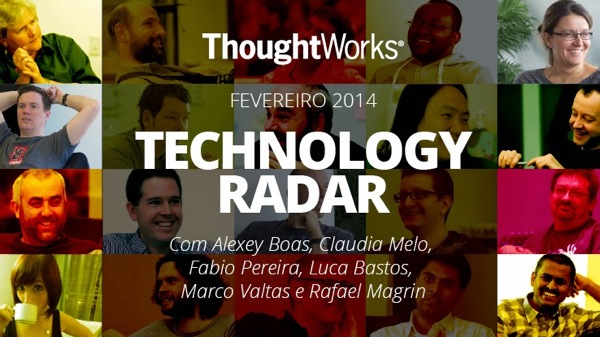 ThoughtWorks®
FEVEREIRO 2014
TECHNOLOGY
RADAR
Com Alexey Boas, Claudia Melo,
Fabio Pereira, Luca Bastos,
Marco Valtas e Rafael Magrin